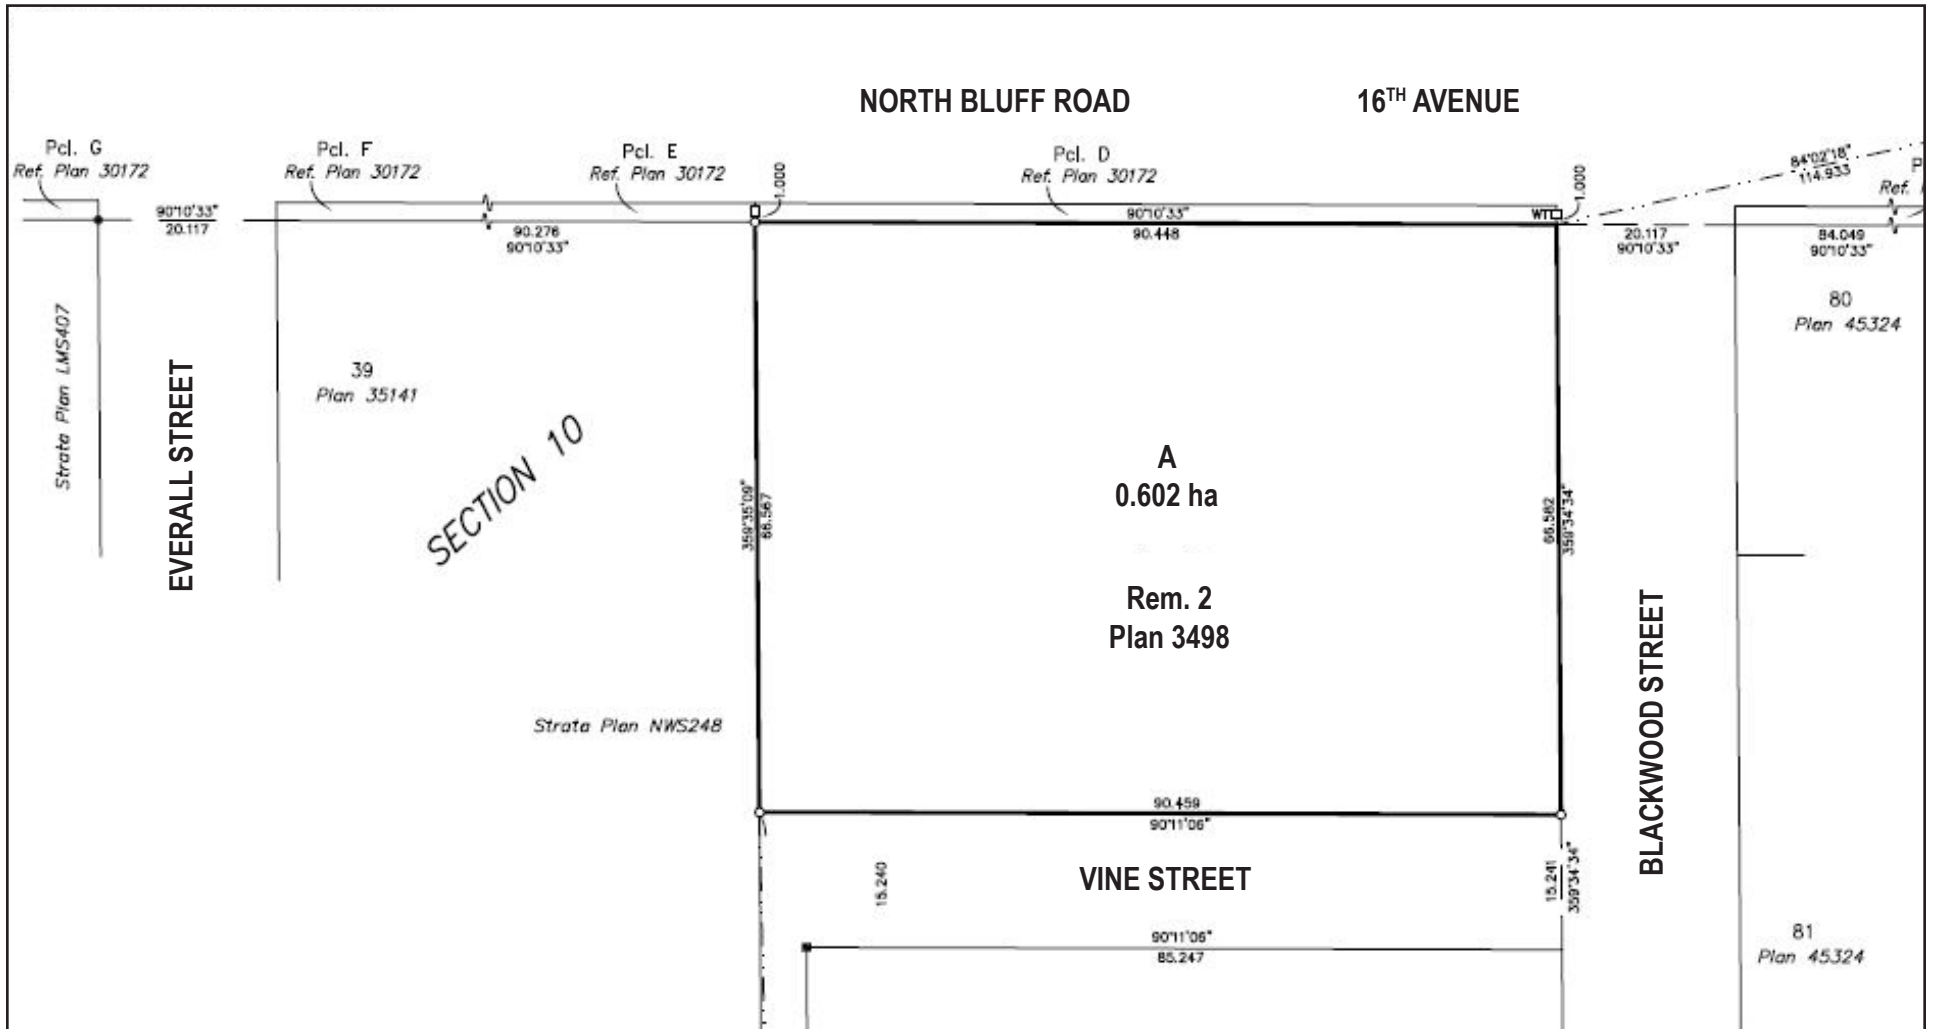 NORTH BLUFF ROAD
16TH AVENUE
Pcl. G
Ref. Plan 30172
Pcl. F
Ref. Plan 30172
Pcl. E
Ref. Plan 30172
1.000
Pcl. D
Ref. Plan 30172
1.000
84°02'18"
114.933
Ref.
90°10'33"
20.117
90.276
90°10'33"
90°10'33"
90.448
WT
20.117
90°10'33"
84.049
90°10'33"
80
Plan 45324
Strata Plan LMS407
EVERALL STREET
39
Plan 35141
SECTION 10
359°35'09"
66.567
A
0.602 ha
Rem. 2
Plan 3498
66.582
359°34'34"
BLACKWOOD STREET
Strata Plan NWS248
90.459
90°11'06"
15.240
VINE STREET
15.241
359°34'34"
90°11'06"
85.247
81
Plan 45324